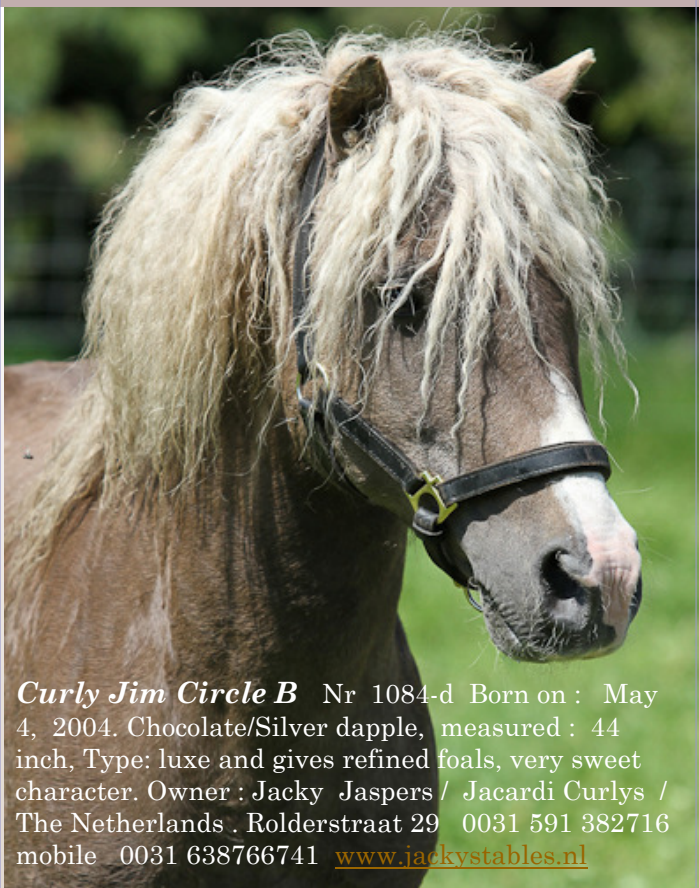 Curly Jim Circle B Nr 1084-d Born on : May
4, 2004. Chocolate/Silver dapple, measured : 44
inch, Type: luxe and gives refined foals, very sweet
character. Owner : Jacky Jaspers / Jacardi Curlys /
The Netherlands . Rolderstraat 29 0031 591 382716
mobile 0031 638766741 www.jackystables.nl